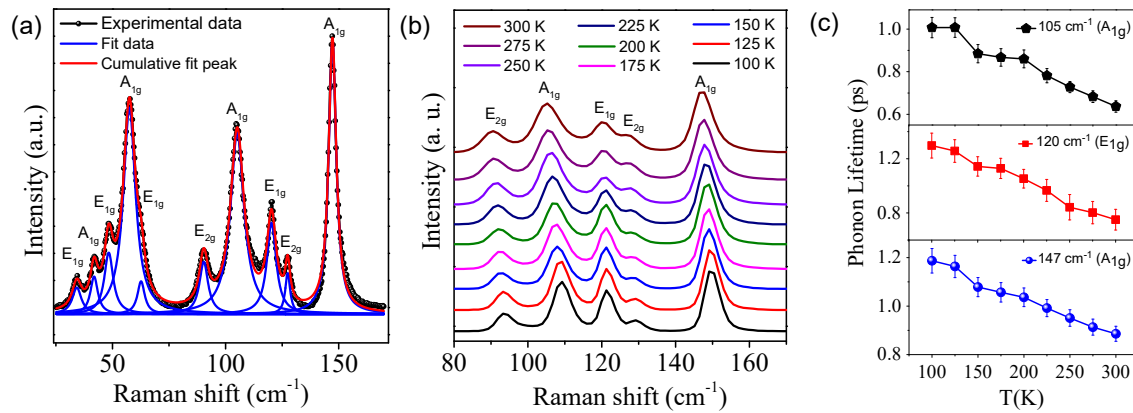 (a)
Experimental data
Fit data
Cumulative fit peak
A1g
A1g
A1g
E1g
A1g
E1g
E1g
E2g
E1g
E2g
Intensity (a.u.)
50 100 150
Raman shift (cm-1)
(b)
300 K 225 K 150 K
275 K 200 K 125 K
250 K 175 K 100 K
E2g A1g E1g E2g A1g
Intensity (a. u.)
80 100 120 140 160
Raman shift (cm-1)
(c)
105 cm-1 (A1g)
1.0
0.8
0.6
120 cm-1 (E1g)
1.2
0.8
147 cm-1 (A1g)
1.2
1.0
0.8
Phonon Lifetime (ps)
100 150 200 250 300
T(K)